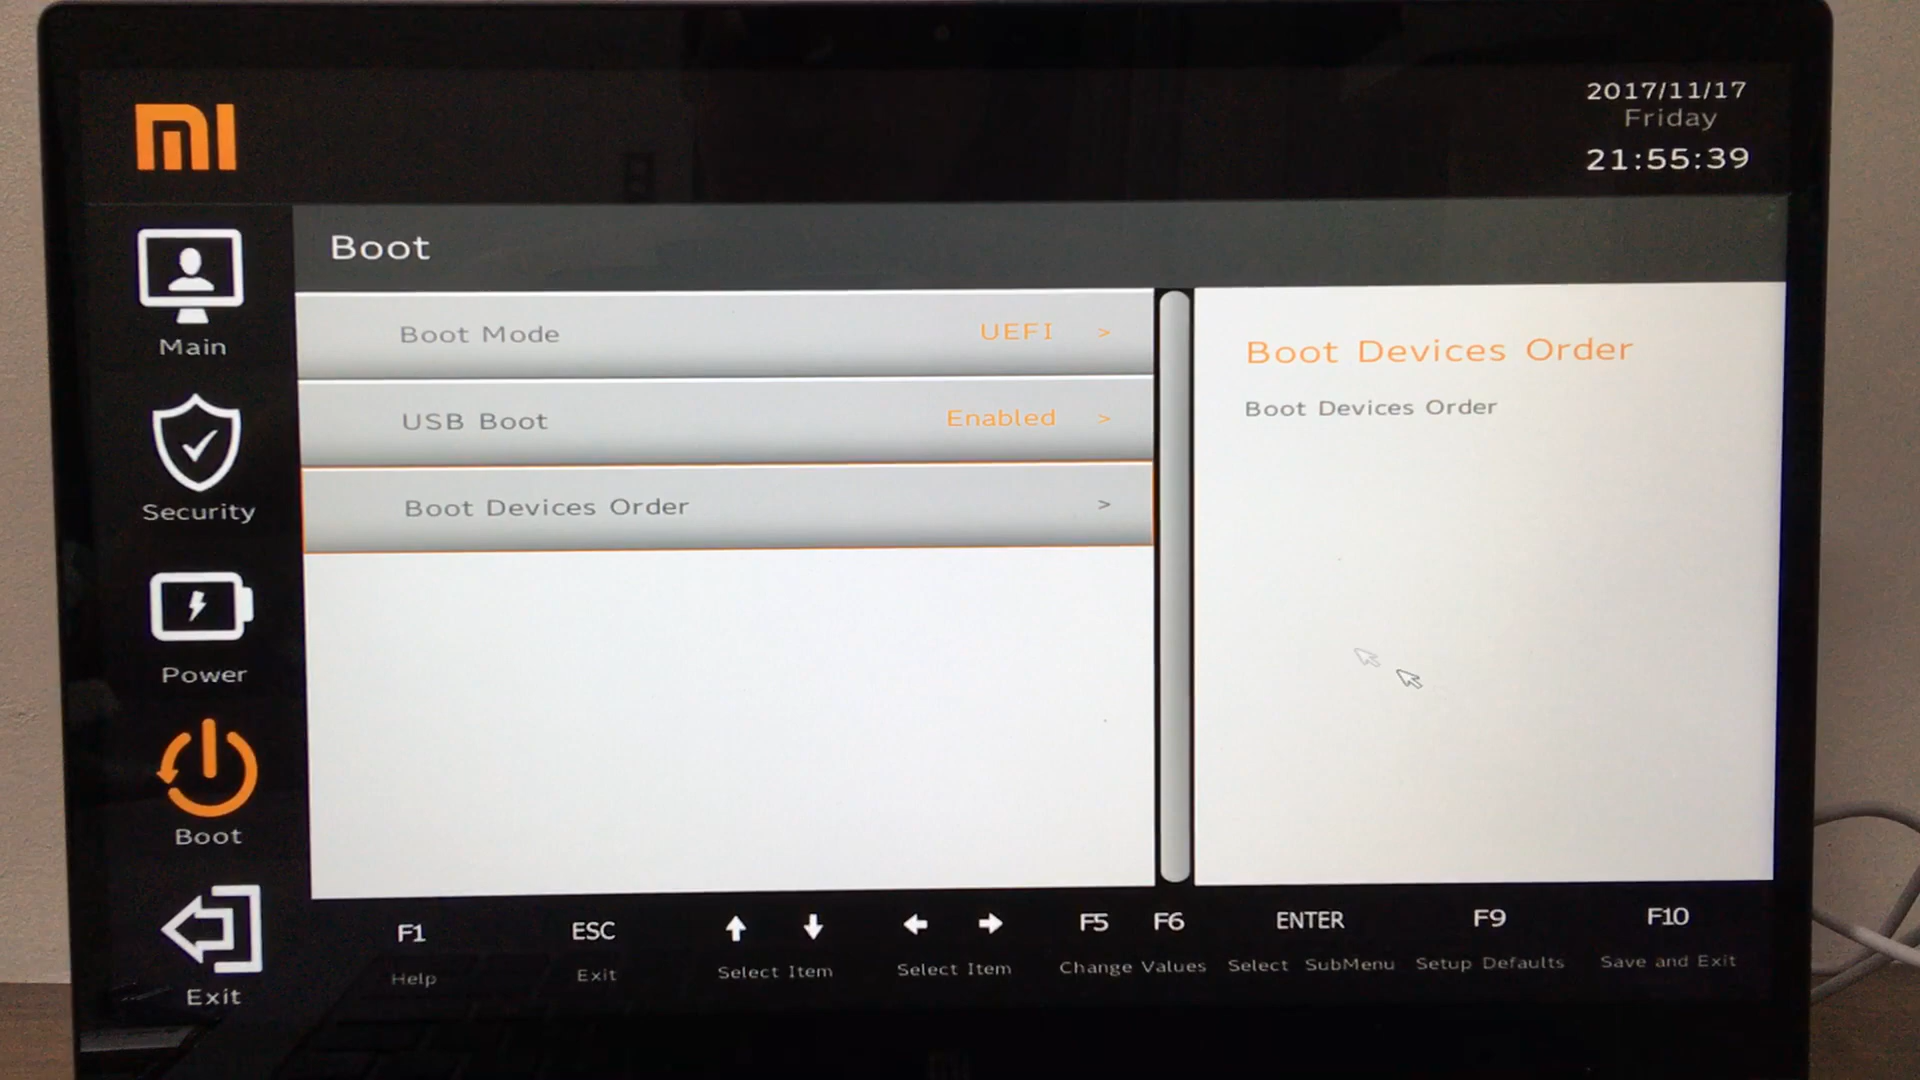 mi
2017/11/17
Friday
21:55:39
Main
Security
Power
Boot
Exit
Boot
Boot Mode UEFI >
USB Boot Enabled >
Boot Devices Order >
Boot Devices Order
Boot Devices Order
F1 ESC F5 F6 ENTER F9 F10
Help Exit Select Item Select Item Change Values Select SubMenu Setup Defaults Save and Exit